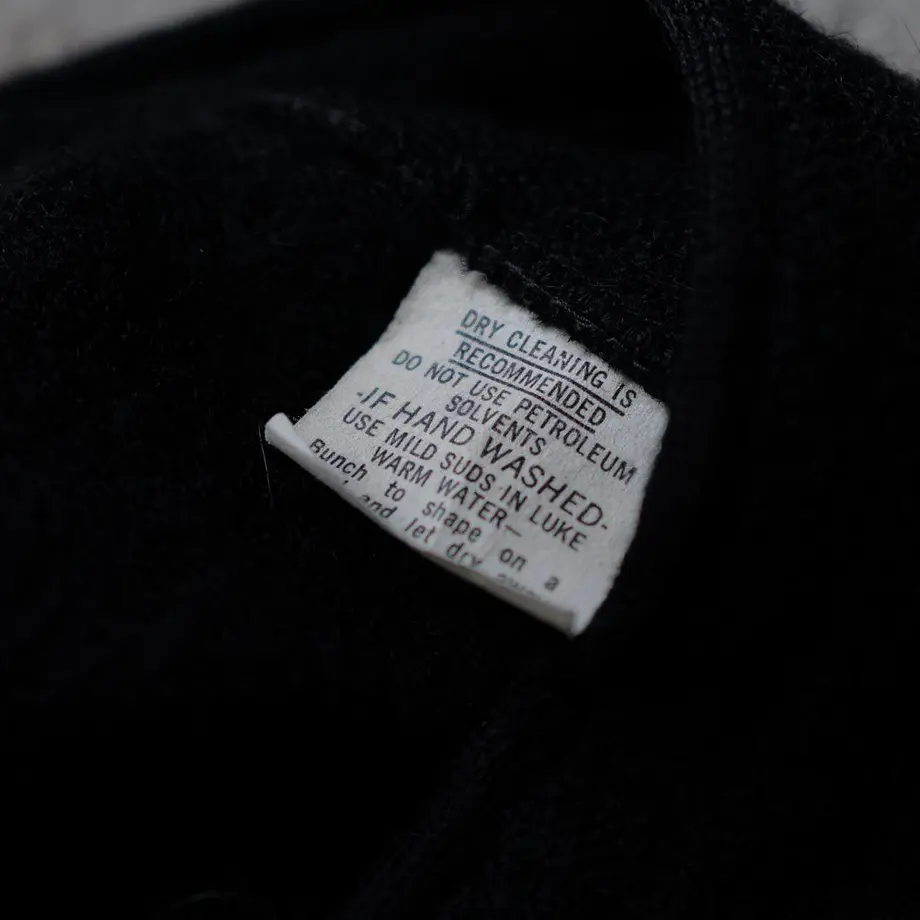 DRY CLEANING IS
RECOMMENDED
DO NOT USE PETROLEUM
SOLVENTS
-IF HAND WASHED-
USE MILD SUDS IN LUKE
WARM WATER—
Bunch to shape on a
and let dry